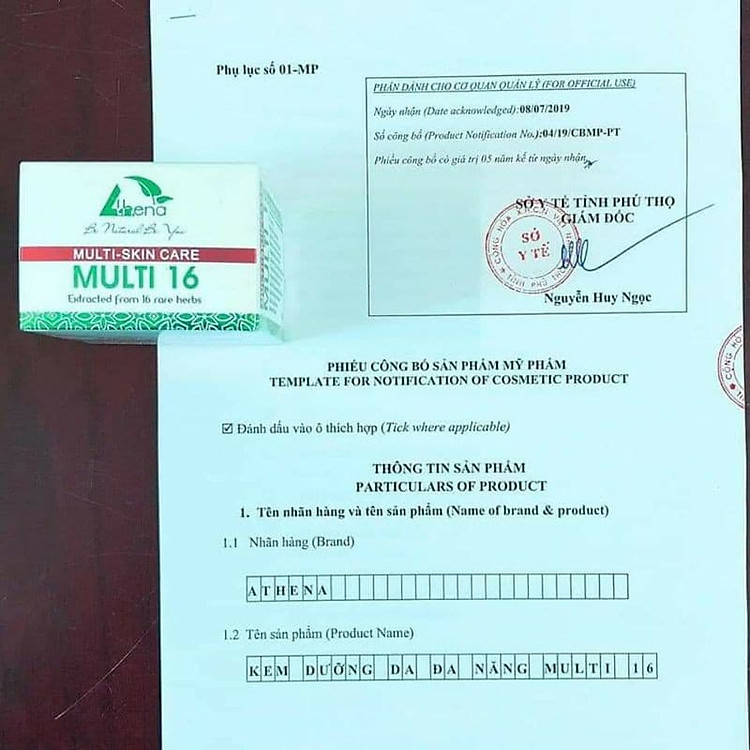 Phụ lục số 01-MP
PHẦN DÀNH CHO CƠ QUAN QUẢN LÝ (FOR OFFICIAL USE)
Ngày nhận (Date acknowledged):08/07/2019
Số công bố (Product Notification No.):04/19/CBMP-PT
Phiếu công bố có giá trị 05 năm kể từ ngày nhận
SỞ Y TẾ TỈNH PHÚ THỌ
GIÁM ĐỐC
SỞ
Y TẾ
Nguyễn Huy Ngọc
Athena
Be Natural Be You
MULTI-SKIN CARE
MULTI 16
Extracted from 16 rare herbs
PHIẾU CÔNG BỐ SẢN PHẨM MỸ PHẨM
TEMPLATE FOR NOTIFICATION OF COSMETIC PRODUCT
☑ Đánh dấu vào ô thích hợp (Tick where applicable)
THÔNG TIN SẢN PHẨM
PARTICULARS OF PRODUCT
1. Tên nhãn hàng và tên sản phẩm (Name of brand & product)
1.1 Nhãn hàng (Brand)
ATHENA
1.2 Tên sản phẩm (Product Name)
KEM DƯỠNG DA ĐA NĂNG MULTI 16